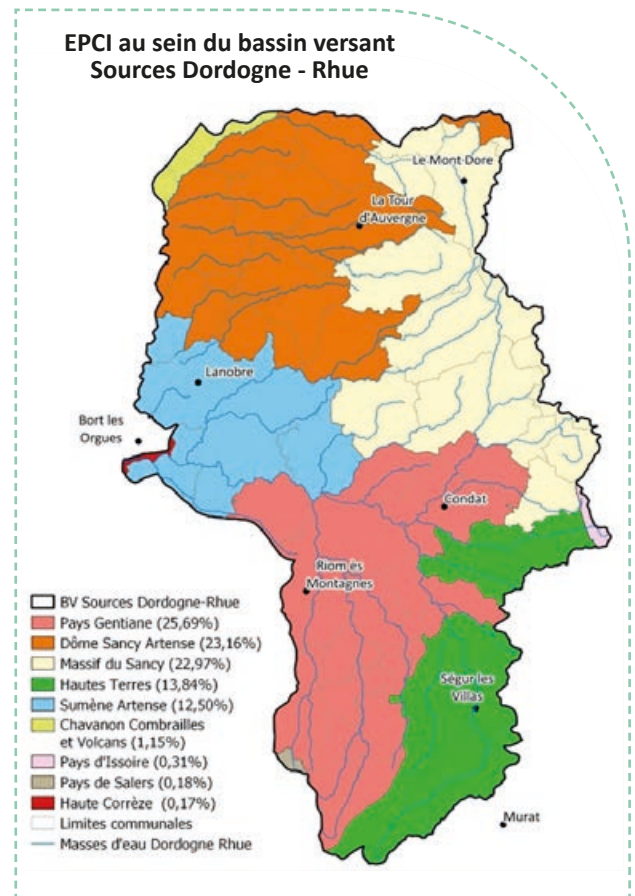 EPCI au sein du bassin versant
Sources Dordogne - Rhue
Le Mont Dore
La Tour
d'Auvergne
Lanobre
Bort les
Orgues
Condat
Riom ès
Montagnes
Ségur les
Villas
Murat
BV Sources Dordogne-Rhue
Pays Gentiane (25,69%)
Dôme Sancy Artense (23,16%)
Massif du Sancy (22,97%)
Hautes Terres (13,84%)
Sumène Artense (12,50%)
Chavanon Combrailles
et Volcans (1,15%)
Pays d'Issoire (0,31%)
Pays de Salers (0,18%)
Haute Corrèze (0,17%)
Limites communales
Masses d'eau Dordogne Rhue